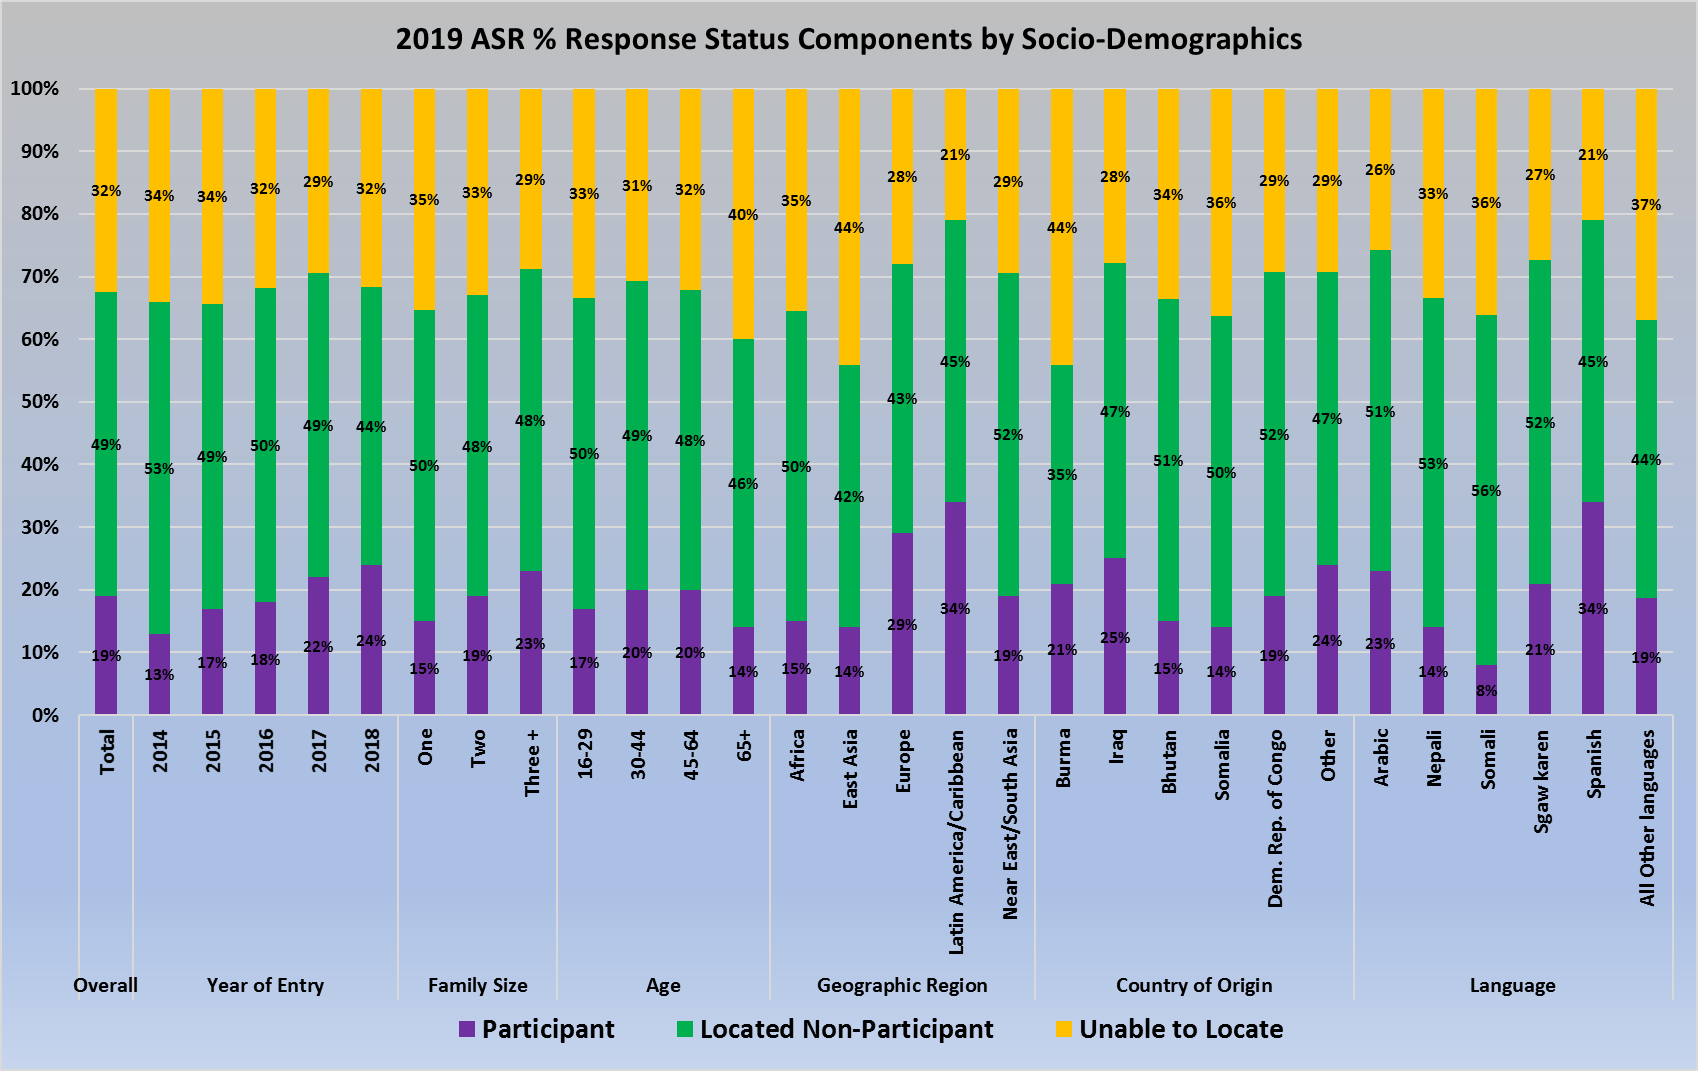 2019 ASR % Response Status Components by Socio-Demographics
100%
90%
80%
70%
60%
50%
40%
30%
20%
10%
0%
32% 34% 34% 32% 29% 32% 35% 33% 29% 33% 31% 32% 40% 35% 44% 28% 21% 29% 44% 28% 34% 36% 29% 29% 26% 33% 36% 27% 21% 37%
49% 53% 49% 50% 49% 44% 50% 48% 48% 50% 49% 48% 46% 50% 42% 43% 45% 52% 35% 47% 51% 50% 52% 47% 51% 53% 56% 52% 45% 44%
19% 13% 17% 18% 22% 24% 15% 19% 23% 17% 20% 20% 14% 15% 14% 29% 34% 19% 21% 25% 15% 14% 19% 24% 23% 14% 8% 21% 34% 19%
Total
2014
2015
2016
2017
2018
One
Two
Three +
16-29
30-44
45-64
65+
Africa
East Asia
Europe
Latin America/Caribbean
Near East/South Asia
Burma
Iraq
Bhutan
Somalia
Dem. Rep. of Congo
Other
Arabic
Nepali
Somali
Sgaw karen
Spanish
All Other languages
Overall Year of Entry Family Size Age Geographic Region Country of Origin Language
Participant Located Non-Participant Unable to Locate